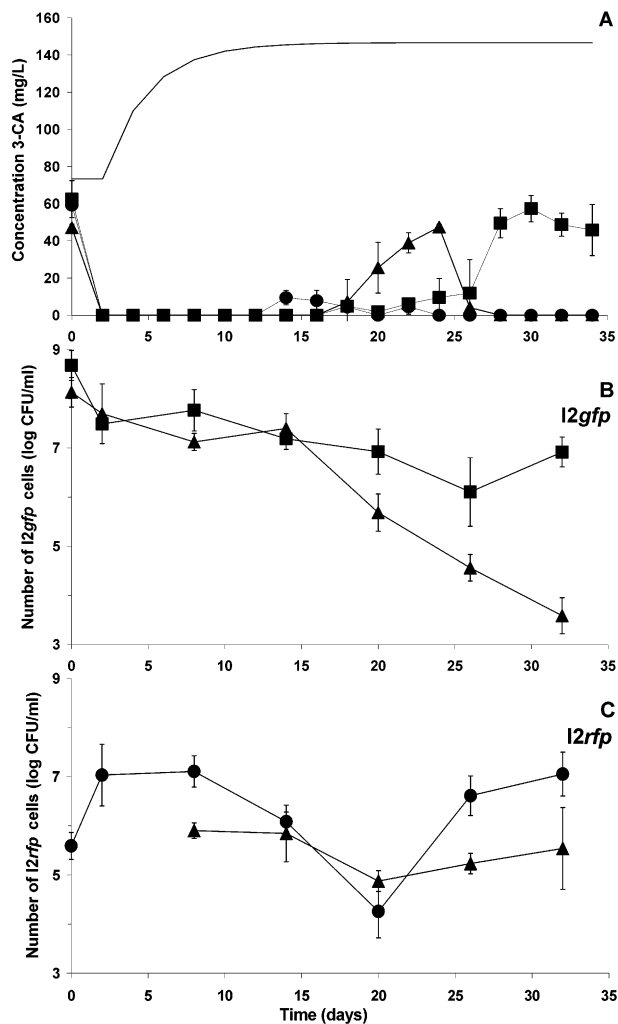 A
Concentration 3-CA (mg/L)
160
140
120
100
80
60
40
20
0
0 5 10 15 20 25 30 35
B
I2gfp
Number of I2gfp cells (log CFU/ml)
9
7
5
3
0 5 10 15 20 25 30 35
C
I2rfp
Number of I2rfp cells (log CFU/ml)
9
7
5
3
0 5 10 15 20 25 30 35
Time (days)